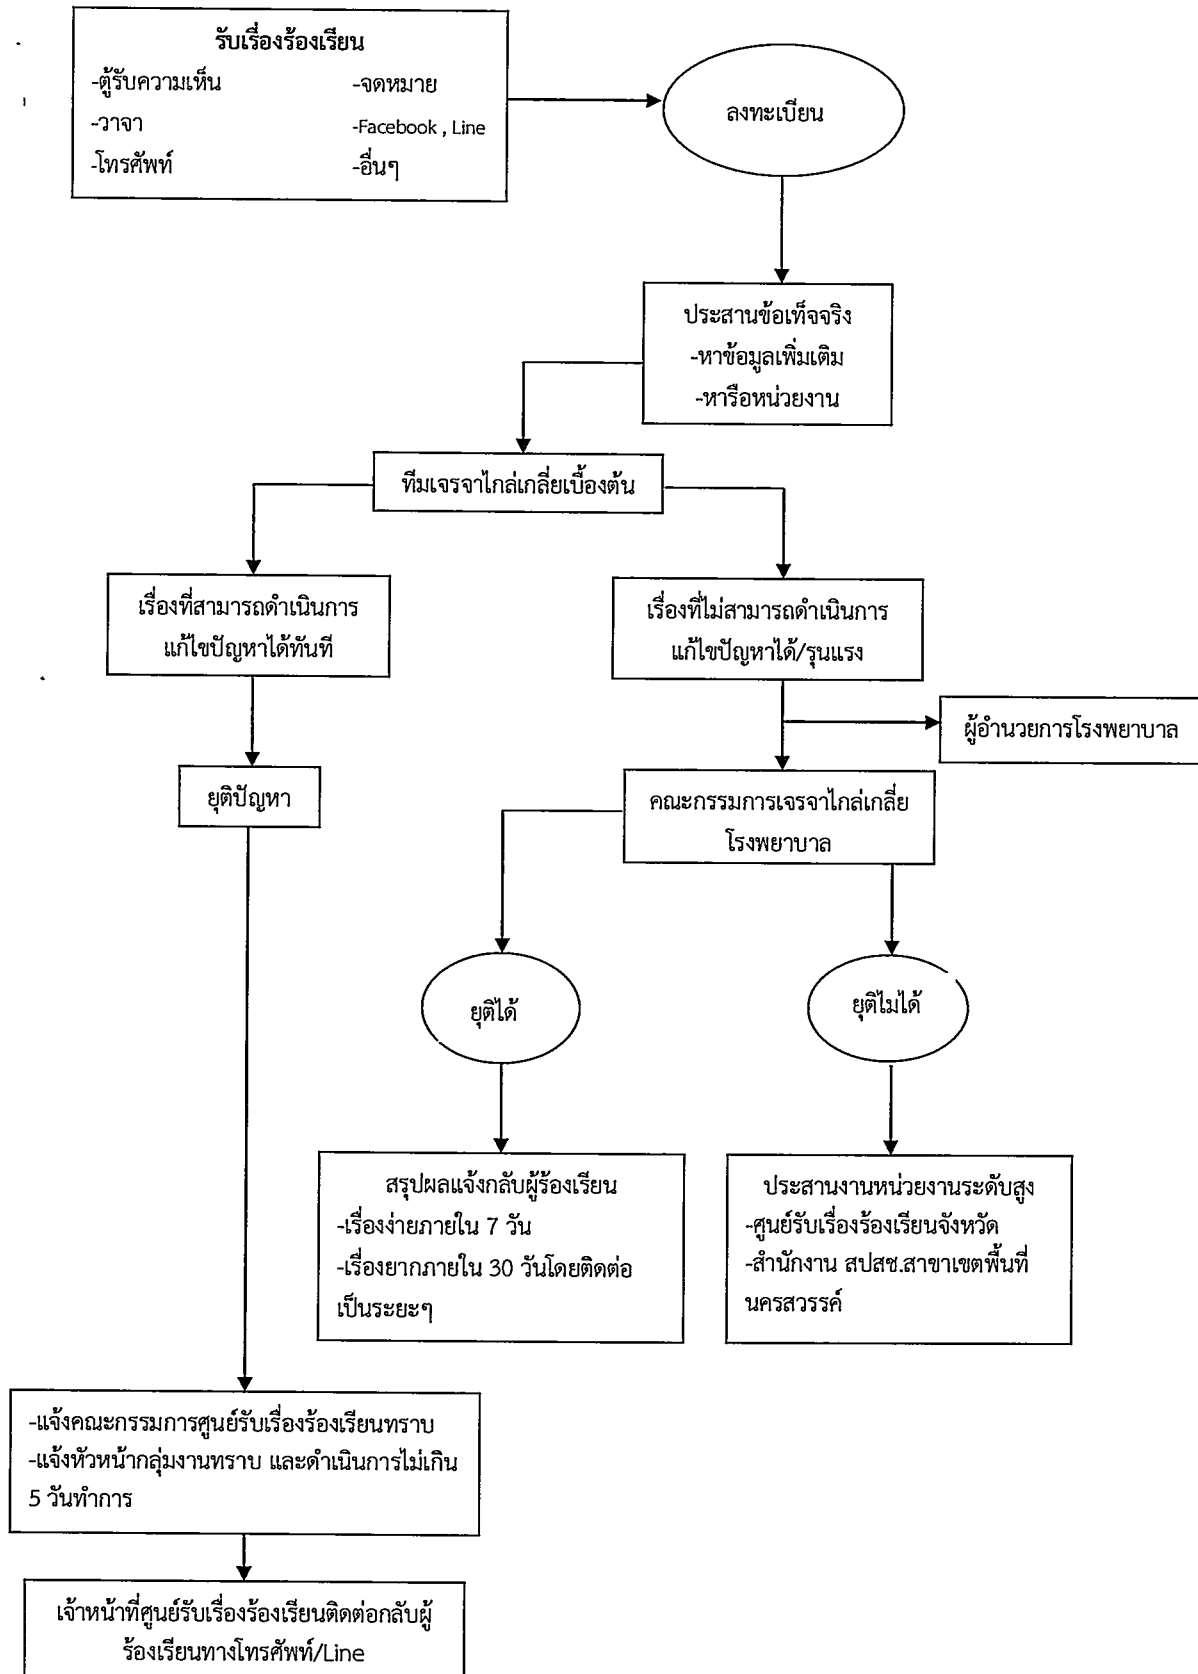 รับเรื่องร้องเรียน
-ตู้รับความเห็น -จดหมาย
-วาจา -Facebook , Line
-โทรศัพท์ -อื่นๆ
ลงทะเบียน
ประสานข้อเท็จจริง
-หาข้อมูลเพิ่มเติม
-หารือหน่วยงาน
ทีมเจรจาไกล่เกลี่ยเบื้องต้น
เรื่องที่สามารถดำเนินการ
แก้ไขปัญหาได้ทันที
เรื่องที่ไม่สามารถดำเนินการ
แก้ไขปัญหาได้/รุนแรง
ผู้อำนวยการโรงพยาบาล
ยุติปัญหา
คณะกรรมการเจรจาไกล่เกลี่ย
โรงพยาบาล
ยุติได้
ยุติไม่ได้
สรุปผลแจ้งกลับผู้ร้องเรียน
-เรื่องง่ายภายใน 7 วัน
-เรื่องยากภายใน 30 วันโดยติดต่อ
เป็นระยะๆ
ประสานงานหน่วยงานระดับสูง
-ศูนย์รับเรื่องร้องเรียนจังหวัด
-สำนักงาน สปสช.สาขาเขตพื้นที่
นครสวรรค์
-แจ้งคณะกรรมการศูนย์รับเรื่องร้องเรียนทราบ
-แจ้งหัวหน้ากลุ่มงานทราบ และดำเนินการไม่เกิน
5 วันทำการ
เจ้าหน้าที่ศูนย์รับเรื่องร้องเรียนติดต่อกลับผู้
ร้องเรียนทางโทรศัพท์/Line